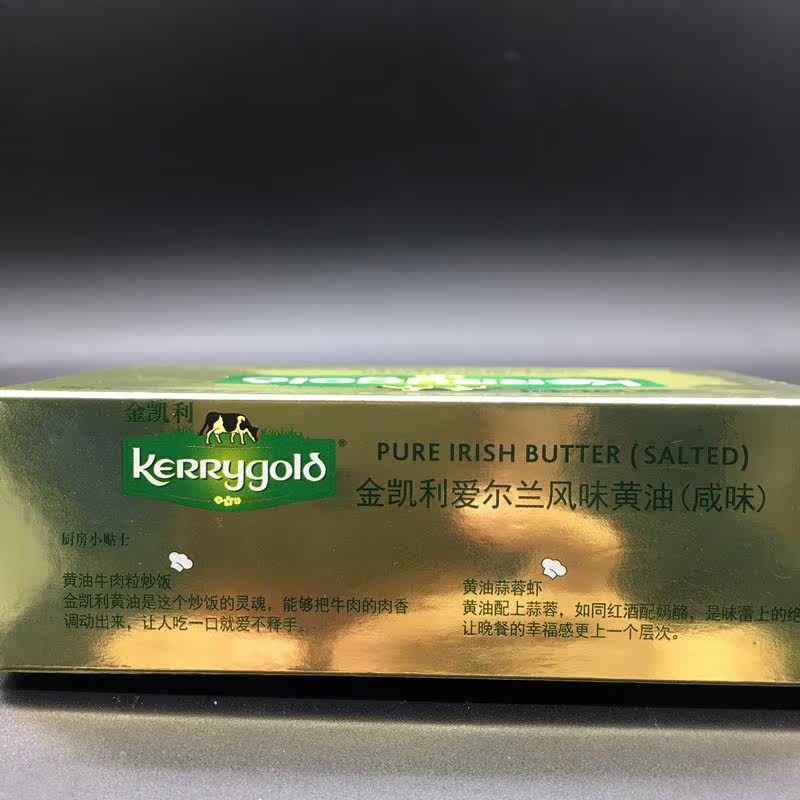 金凯利
Kerrygold
PURE IRISH BUTTER (SALTED)
金凯利爱尔兰风味黄油(咸味)
厨房小贴士
黄油牛肉粒炒饭
金凯利黄油是这个炒饭的灵魂，能够把牛肉的肉香
调动出来，让人吃一口就爱不释手。
黄油蒜蓉虾
黄油配上蒜蓉，如同红酒配奶酪，是味蕾上的绝
让晚餐的幸福感更上一个层次。